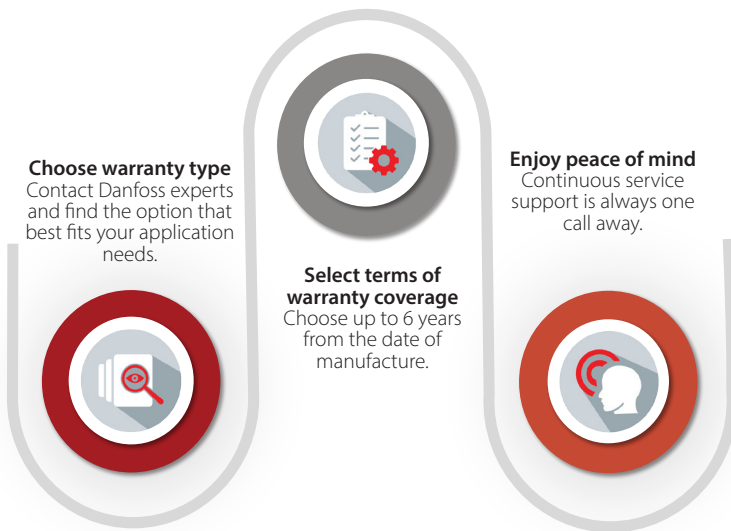 Choose warranty type
Contact Danfoss experts
and find the option that
best fits your application
needs.
Select terms of
warranty coverage
Choose up to 6 years
from the date of
manufacture.
Enjoy peace of mind
Continuous service
support is always one
call away.